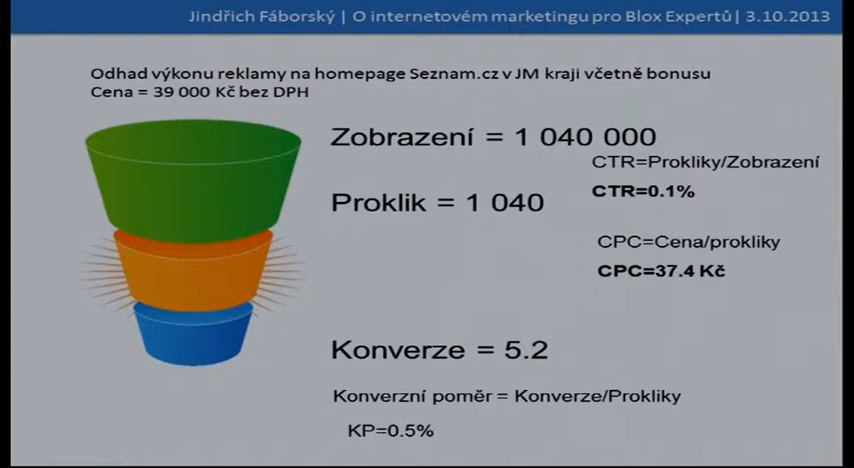 Jindřich Fáborský| O internetovém marketingu pro Blox Expertů| 3.10.2013
Odhad výkonu reklamy na homepage Seznam.cz v JM kraji včetně bonusu
Cena = 39 000 Kč bez DPH
Zobrazení = 1 040 000
CTR=Prokliky/Zobrazení
CTR=0.1%
Proklik = 1 040
CPC=Cena/prokliky
CPC=37.4 Kč
Konverze = 5.2
Konverzní poměr = Konverze/Prokliky
KP=0.5%